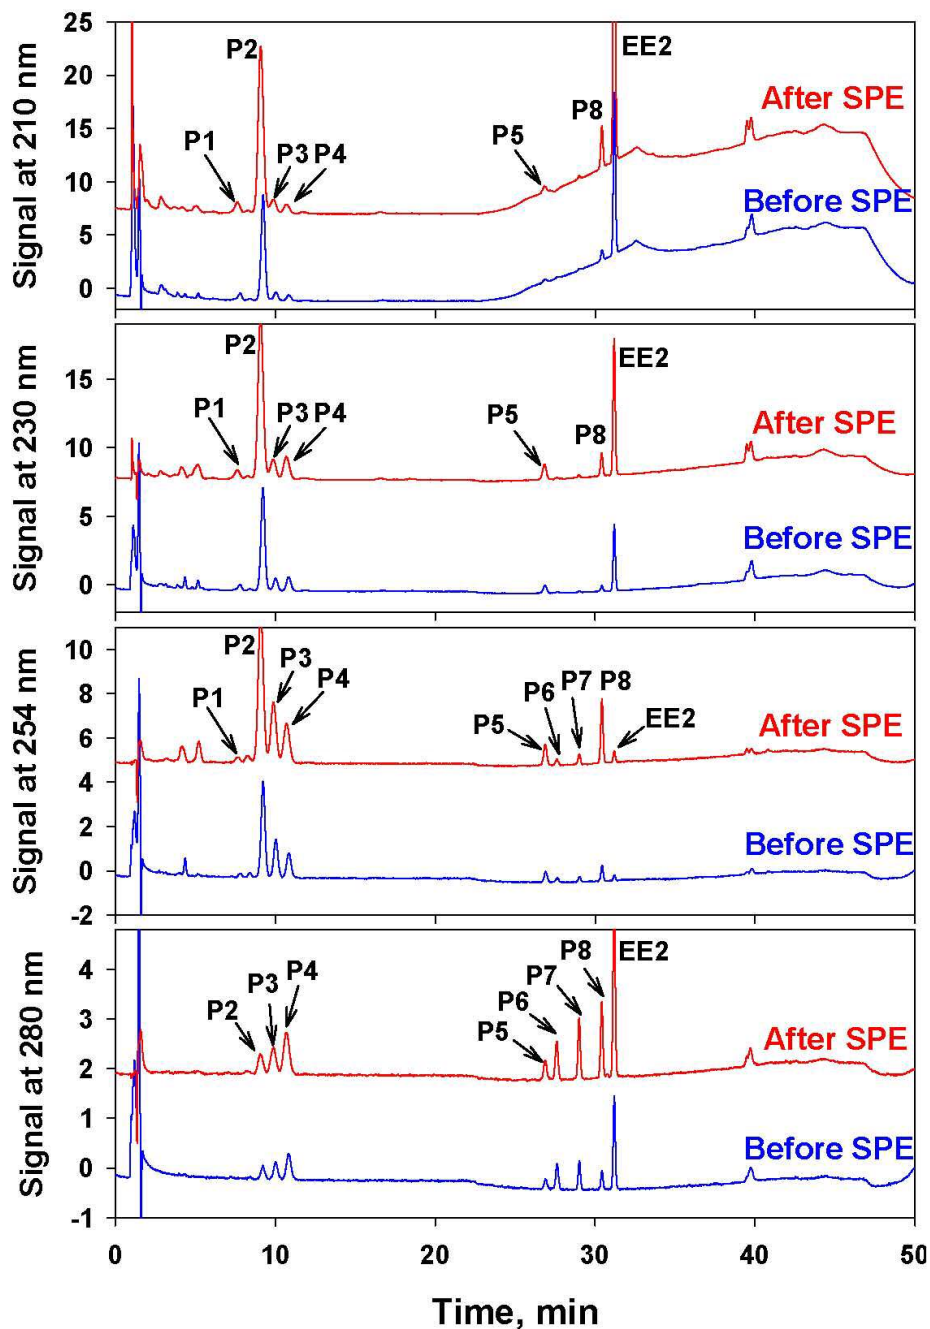 Signal at 210 nm
25
20
15
10
5
0
P1
P2
P3
P4
P5
P8
EE2
After SPE
Before SPE
Signal at 230 nm
15
10
5
0
P1
P2
P3
P4
P5
P8
EE2
After SPE
Before SPE
Signal at 254 nm
10
8
6
4
2
0
-2
P1
P2
P3
P4
P5
P6
P7
P8
EE2
After SPE
Before SPE
Signal at 280 nm
4
3
2
1
0
-1
P2
P3
P4
P5
P6
P7
P8
EE2
After SPE
Before SPE
0 10 20 30 40 50
Time, min